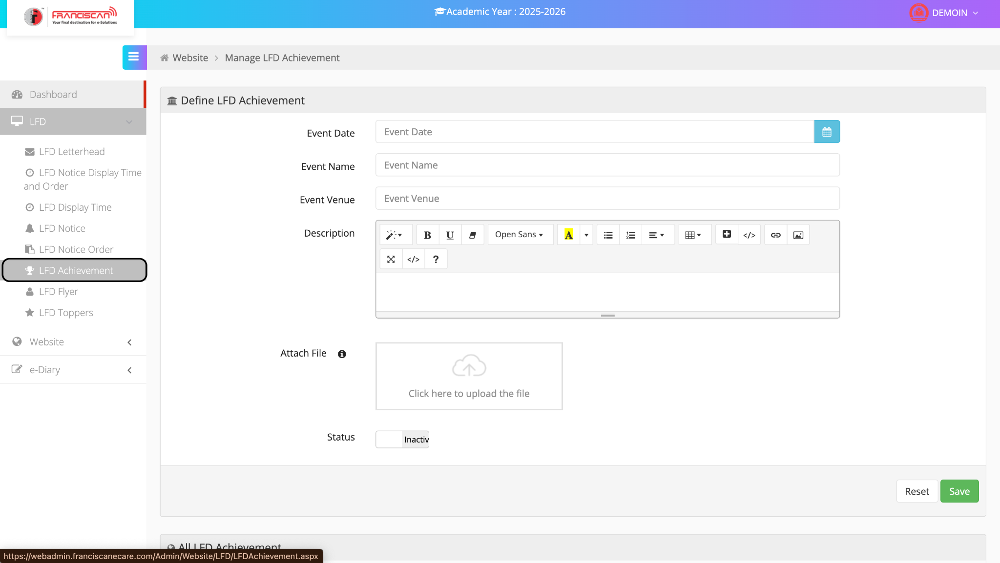 FRANCISCAN
Your final destination for e-Solutions
Academic Year : 2025-2026
DEMOIN
Website > Manage LFD Achievement
Dashboard
LFD
LFD Letterhead
LFD Notice Display Time
and Order
LFD Display Time
LFD Notice
LFD Notice Order
LFD Achievement
LFD Flyer
LFD Toppers
Website
e-Diary
Define LFD Achievement
Event Date
Event Date
Event Name
Event Name
Event Venue
Event Venue
Description
B U Open Sans A </>
</> ?
Attach File
Click here to upload the file
Status
Inactiv
Reset Save
All LFD Achievement
https://webadmin.franciscanecare.com/Admin/Website/LFD/LFDAchievement.aspx